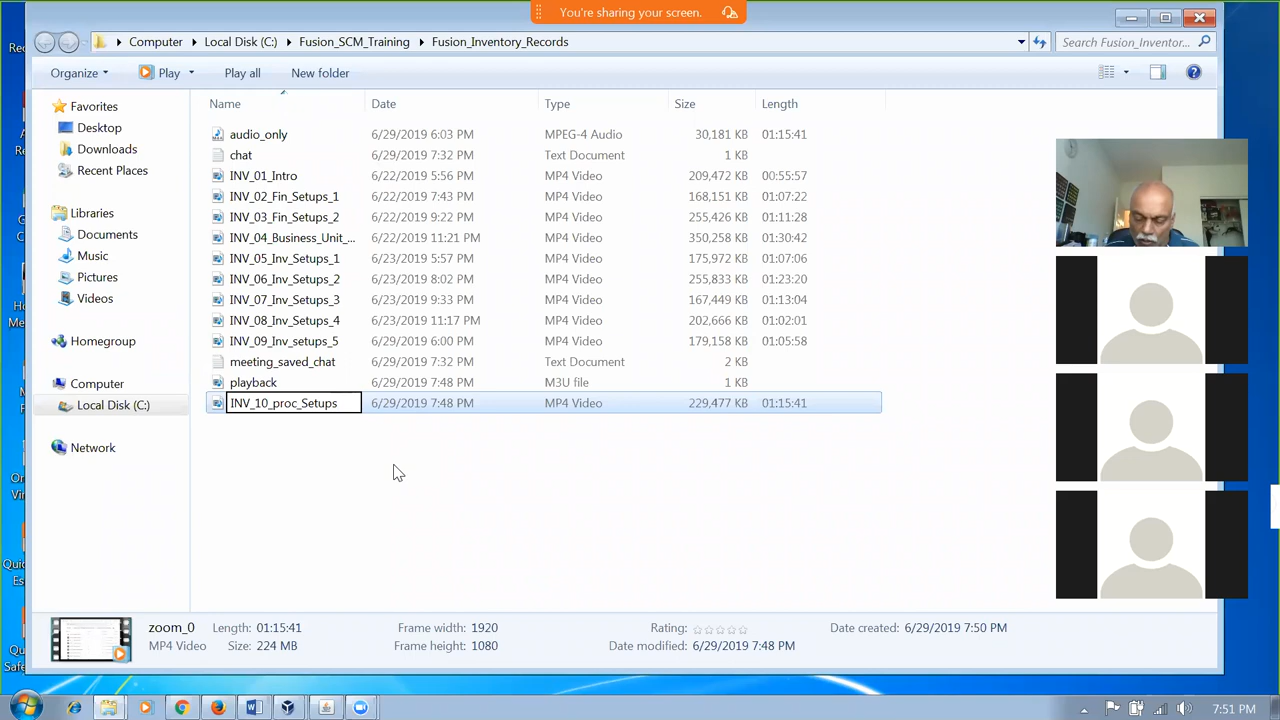 You're sharing your screen.
Computer Local Disk (C:) Fusion_SCM_Training Fusion_Inventory_Records Search Fusion_Inventor...
Organize Play Play all New folder
Name Date Type Size Length
Favorites
Desktop
Downloads
Recent Places
Libraries
Documents
Music
Pictures
Videos
Homegroup
Computer
Local Disk (C:)
Network
audio_only 6/29/2019 6:03 PM MPEG-4 Audio 30,181 KB 01:15:41
chat 6/29/2019 7:32 PM Text Document 1 KB
INV_01_Intro 6/22/2019 5:56 PM MP4 Video 209,472 KB 00:55:57
INV_02_Fin_Setups_1 6/22/2019 7:43 PM MP4 Video 168,151 KB 01:07:22
INV_03_Fin_Setups_2 6/22/2019 9:22 PM MP4 Video 255,426 KB 01:11:28
INV_04_Business_Unit_... 6/22/2019 11:21 PM MP4 Video 350,258 KB 01:30:42
INV_05_Inv_Setups_1 6/23/2019 5:57 PM MP4 Video 175,972 KB 01:07:06
INV_06_Inv_Setups_2 6/23/2019 8:02 PM MP4 Video 255,833 KB 01:23:20
INV_07_Inv_Setups_3 6/23/2019 9:33 PM MP4 Video 167,449 KB 01:13:04
INV_08_Inv_Setups_4 6/23/2019 11:17 PM MP4 Video 202,666 KB 01:02:01
INV_09_Inv_setups_5 6/29/2019 6:00 PM MP4 Video 179,158 KB 01:05:58
meeting_saved_chat 6/29/2019 7:32 PM Text Document 2 KB
playback 6/29/2019 7:48 PM M3U file 1 KB
INV_10_proc_Setups 6/29/2019 7:48 PM MP4 Video 229,477 KB 01:15:41
zoom_0 Length: 01:15:41 Frame width: 1920 Rating: Date created: 6/29/2019 7:50 PM
MP4 Video Size: 224 MB Frame height: 1080 Date modified: 6/29/2019 7:48 PM
7:51 PM